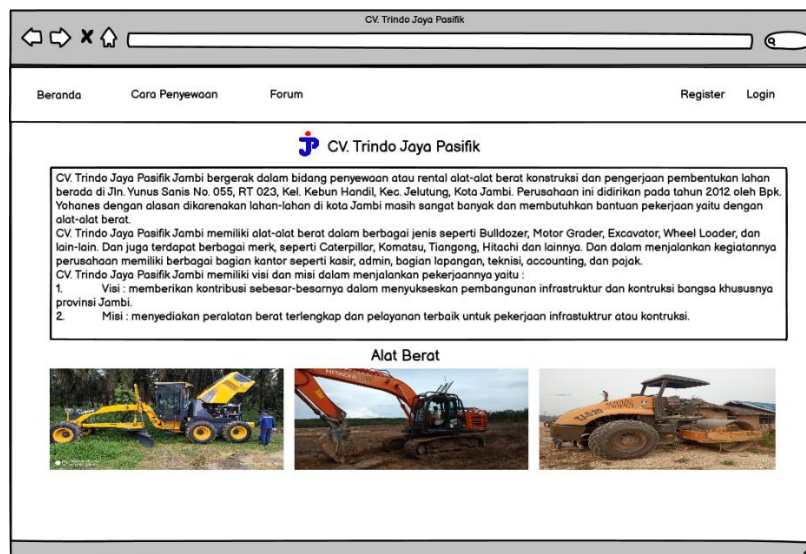 CV. Trindo Jaya Pasifik
Beranda Cara Penyewaan Forum Register Login
CV. Trindo Jaya Pasifik
CV. Trindo Jaya Pasifik Jambi bergerak dalam bidang penyewaan atau rental alat-alat berat konstruksi dan pengerjaan pembentukan lahan
berada di Jln. Yunus Sanis No. 055, RT 023, Kel. Kebun Handil, Kec. Jelutung, Kota Jambi. Perusahaan ini didirikan pada tahun 2012 oleh Bpk.
Yohanes dengan alasan dikarenakan lahan-lahan di kota Jambi masih sangat banyak dan membutuhkan bantuan pekerjaan yaitu dengan
alat-alat berat.
CV. Trindo Jaya Pasifik Jambi memiliki alat-alat berat dalam berbagai jenis seperti Bulldozer, Motor Grader, Excavator, Wheel Loader, dan
lain-lain. Dan juga terdapat berbagai merk, seperti Caterpillar, Komatsu, Tiangong, Hitachi dan lainnya. Dan dalam menjalankan kegiatannya
perusahaan memiliki berbagai bagian kantor seperti kasir, admin, bagian lapangan, teknisi, accounting, dan pajak.
CV. Trindo Jaya Pasifik Jambi memiliki visi dan misi dalam menjalankan pekerjaannya yaitu :
1. Visi : memberikan kontribusi sebesar-besarnya dalam menyukseskan pembangunan infrastruktur dan kontruksi bangsa khususnya
provinsi Jambi.
2. Misi : menyediakan peralatan berat terlengkap dan pelayanan terbaik untuk pekerjaan infrastuktrur atau kontruksi.
Alat Berat
HITACHI
TA520